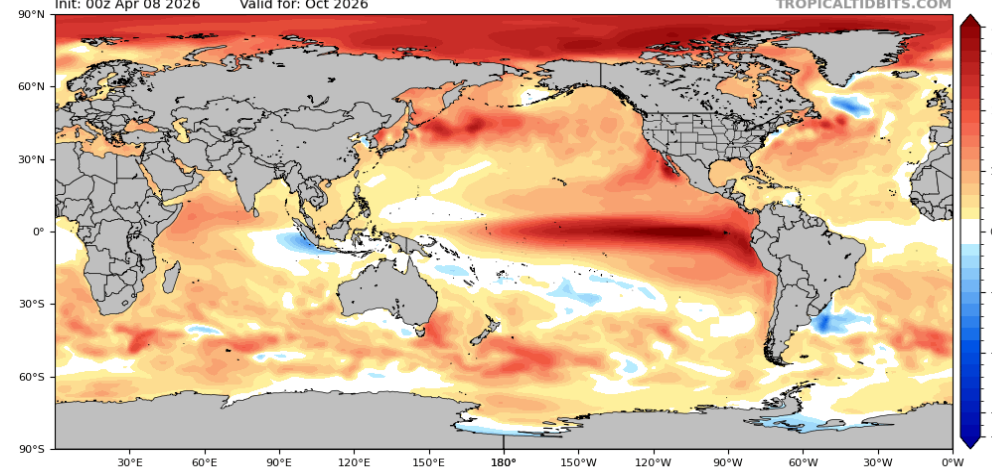 Init: 00z Apr 08 2026 Valid for: Oct 2026 TROPICALTIDBITS.COM
90°N
60°N
30°N
0°
30°S
60°S
90°S
30°E 60°E 90°E 120°E 150°E 180° 150°W 120°W 90°W 60°W 30°W 0°W